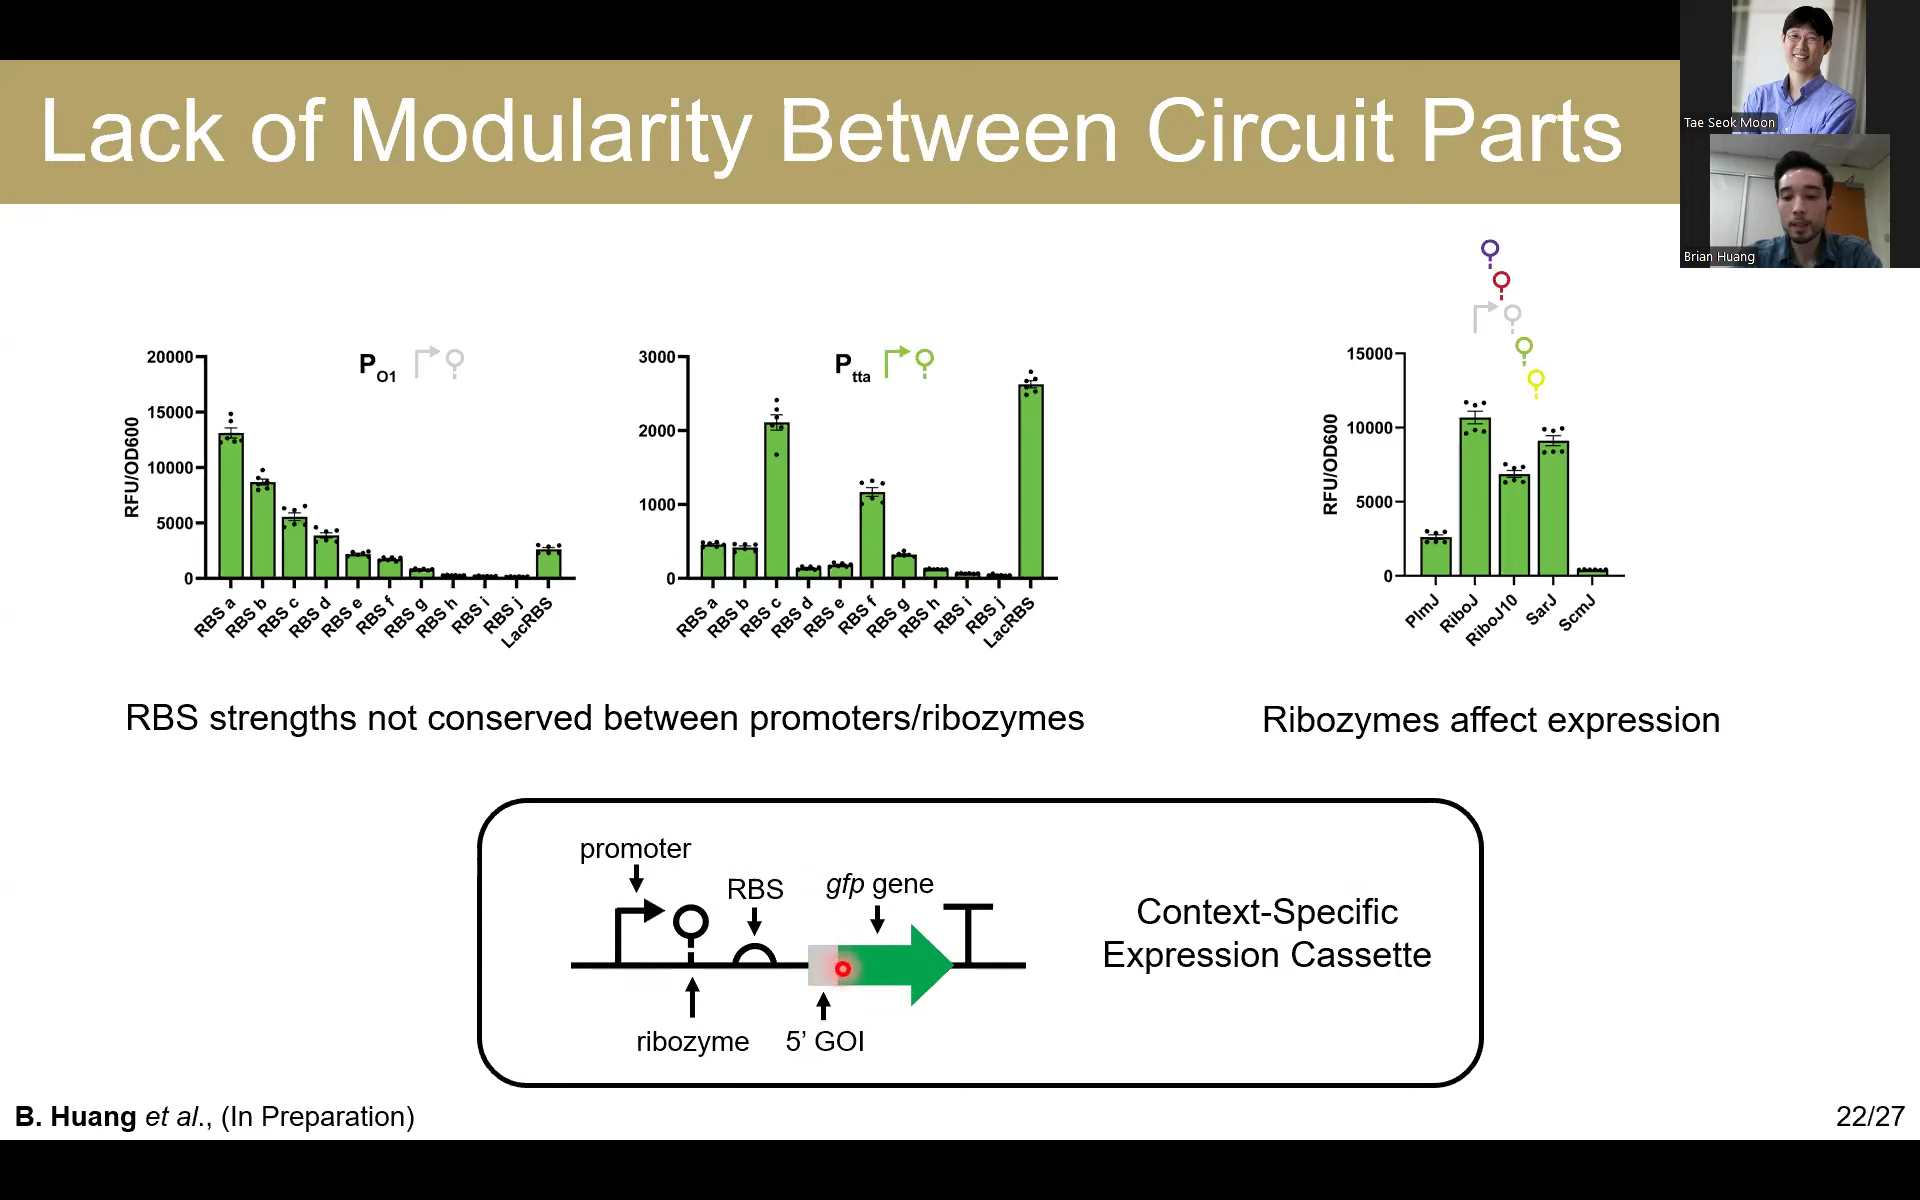 Lack of Modularity Between Circuit Parts
Tae Seok Moon
Brian Huang
RFU/OD600
20000
15000
10000
5000
0
PO1
RBS a
RBS b
RBS c
RBS d
RBS e
RBS f
RBS g
RBS h
RBS i
RBS j
LacRBS
3000
2000
1000
0
Ptta
RBS a
RBS b
RBS c
RBS d
RBS e
RBS f
RBS g
RBS h
RBS i
RBS j
LacRBS
RBS strengths not conserved between promoters/ribozymes
RFU/OD600
15000
10000
5000
0
PlmJ
RiboJ
RiboJ10
SarJ
ScmJ
Ribozymes affect expression
promoter
RBS
gfp gene
ribozyme
5’ GOI
Context-Specific
Expression Cassette
B. Huang et al., (In Preparation)
22/27